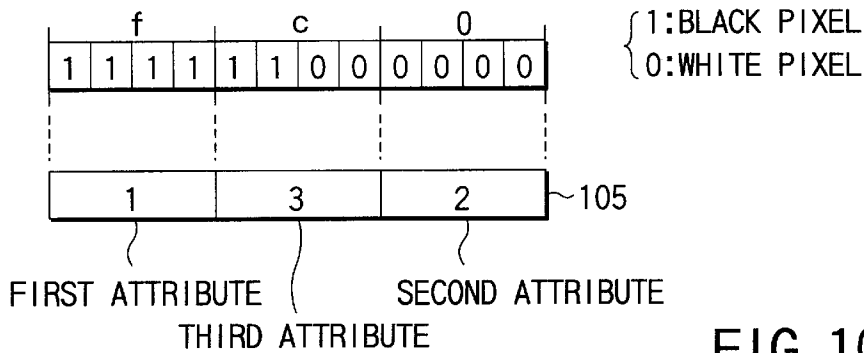 f c 0
1 1 1 1 1 1 0 0 0 0 0 0
1:BLACK PIXEL
0:WHITE PIXEL
1 3 2
105
FIRST ATTRIBUTE SECOND ATTRIBUTE
THIRD ATTRIBUTE